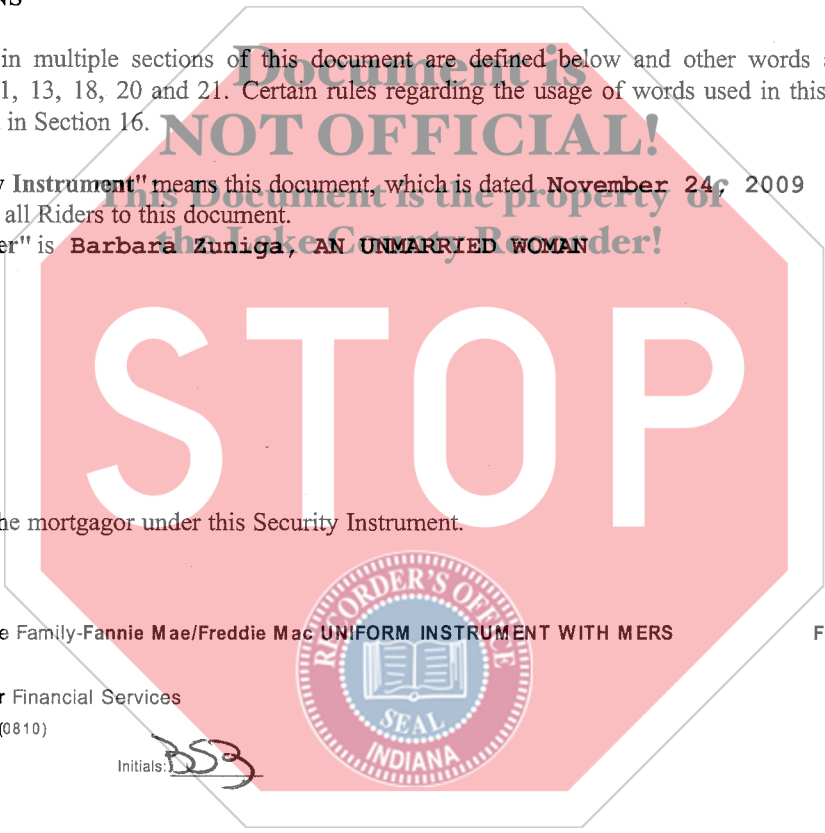 NS
in multiple sections of this document are defined below and other words
1, 13, 18, 20 and 21. Certain rules regarding the usage of words used in this
in Section 16.
Document is
NOT OFFICIAL!
This Document is the property of
the Lake County Recorder!
y Instrument" means this document, which is dated November 24, 2009
all Riders to this document.
er" is Barbara Zuniga, AN UNMARRIED WOMAN
STOP
he mortgagor under this Security Instrument.
RECORDER'S OFFICE
SEAL
INDIANA
e Family-Fannie Mae/Freddie Mac UNIFORM INSTRUMENT WITH MERS F
r Financial Services
(0810)
Initials: